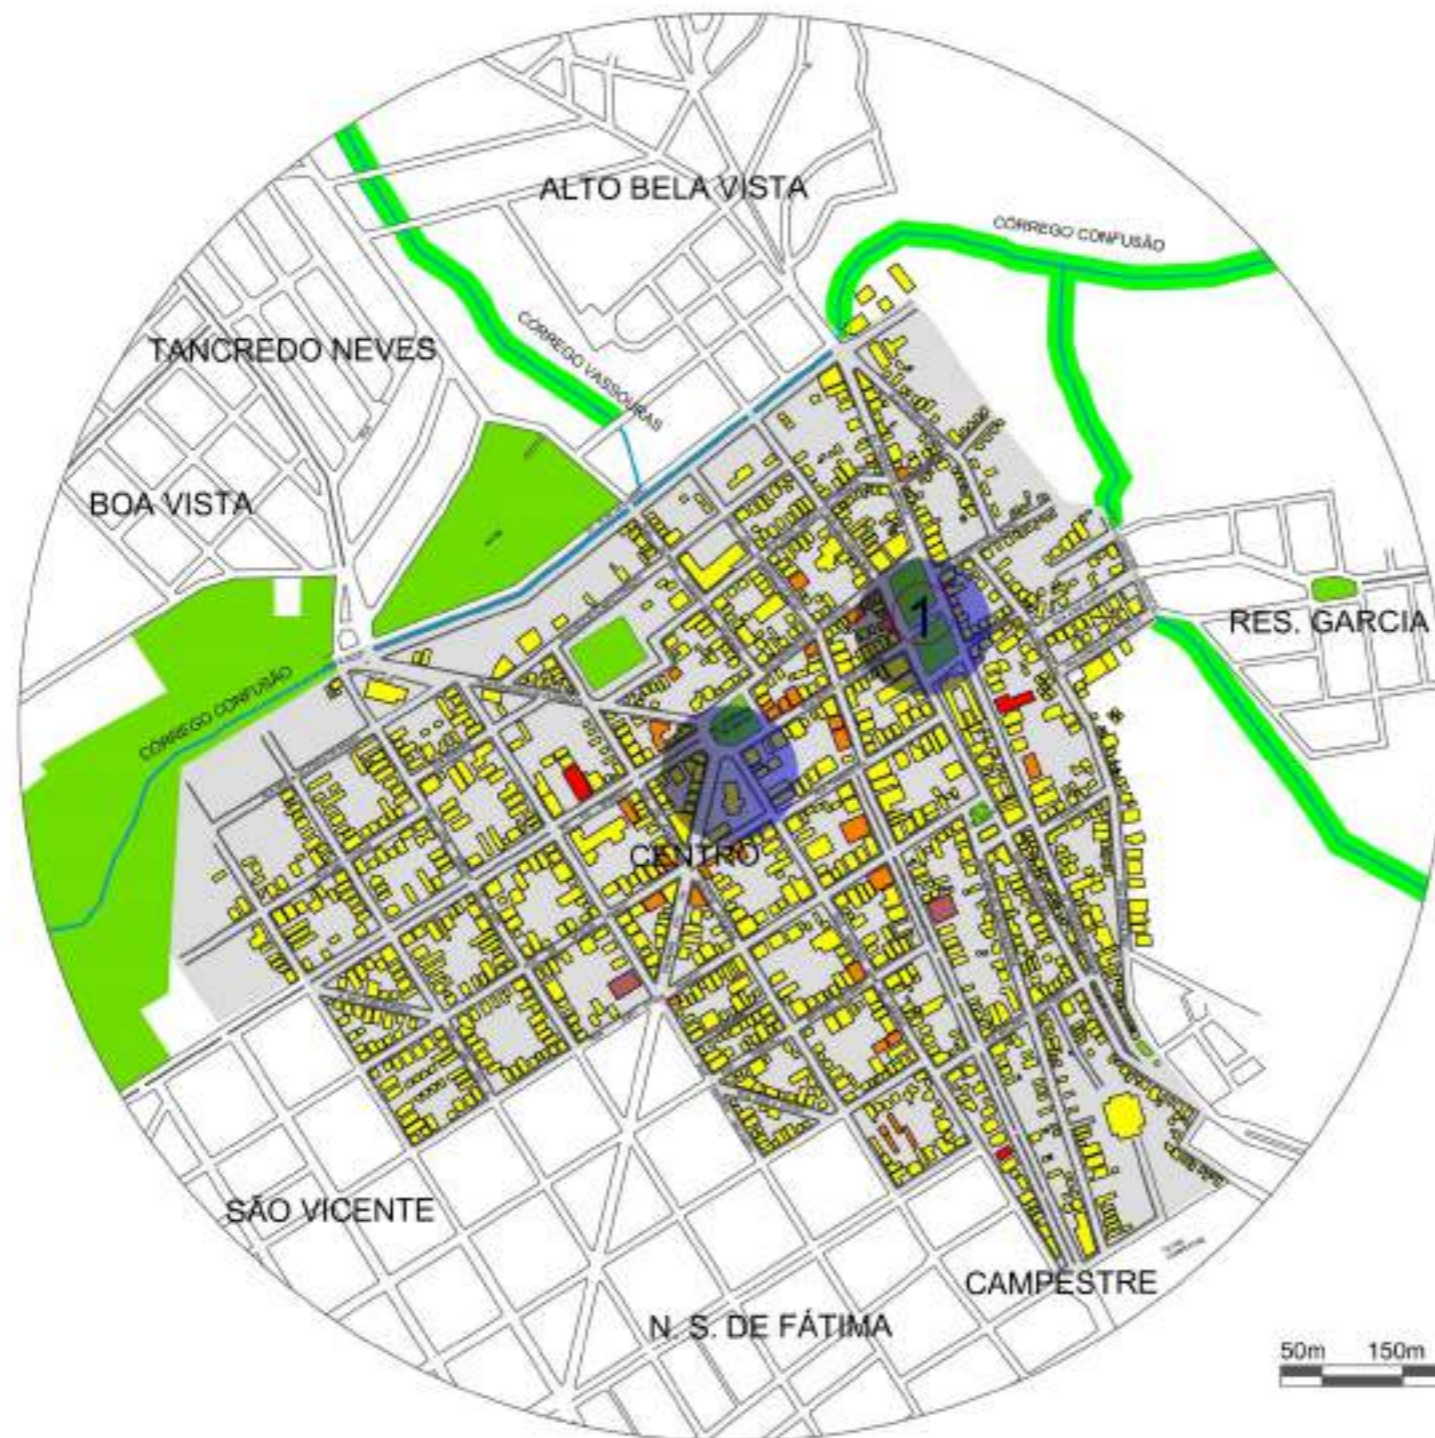 ALTO BELA VISTA
CÓRREGO CONFUSÃO
TANCREDO NEVES
CÓRREGO VASSOURAS
BOA VISTA
1
RES. GARCIA
CÓRREGO CONFUSÃO
CENTRO
SÃO VICENTE
CAMPESTRE
N. S. DE FÁTIMA
50m 150m